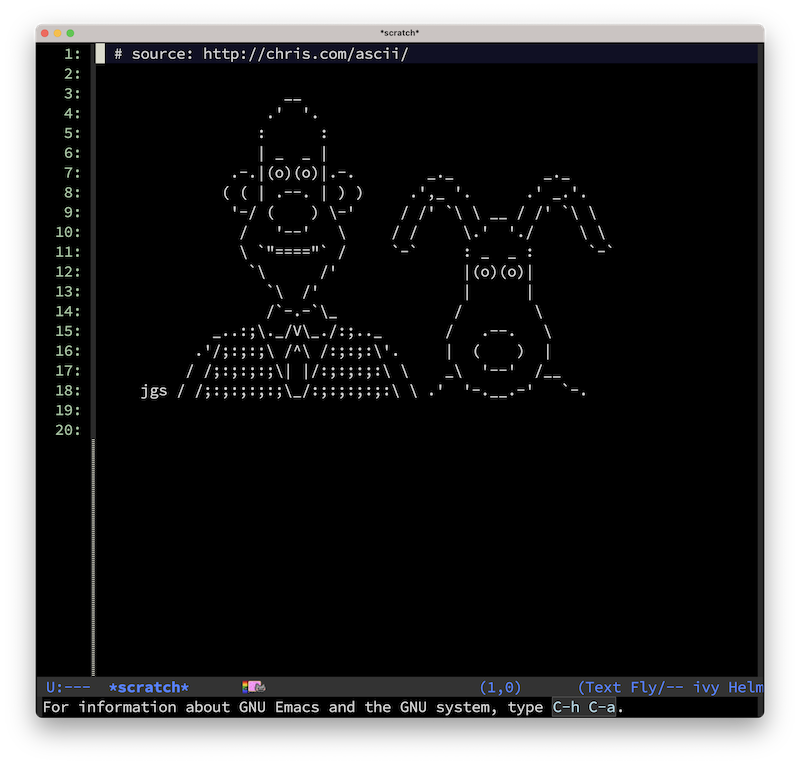 *scratch*
1: # source: http://chris.com/ascii/
2:
3:                        __
4:                      .'  '.
5:                     :      :
6:                     | _  _ |
7:                  .-.|(o)(o)|.-.        _._          _._
8:                 ( ( | .--. | ) )     .',_ '.      .' _,'.
9:                  '-/ (    ) \-'     / /' `\ \ __ / /' `\ \
10:                  /   '--'   \     / /     \.'  './     \ \
11:                  \ `"===="` /     `-`     : _  _ :      `-`
12:                   `\      /'              |(o)(o)|
13:                     `\  /'                |      |
14:                     /`-.-`\_             /        \
15:               _..:;\._/V\_./:;.._       /   .--.   \
16:             .'/;:;:;\ /^\ /:;:;:\'.     |  (    )  |
17:            / /;:;:;:;\| |/:;:;:;:\ \    _\  '--'  /__
18:       jgs / /;:;:;:;:;\_/:;:;:;:;:\ \ .'  '-.__.-'   `-.
19:
20:
U:--- *scratch* (1,0) (Text Fly/-- ivy Helm
For information about GNU Emacs and the GNU system, type C-h C-a.